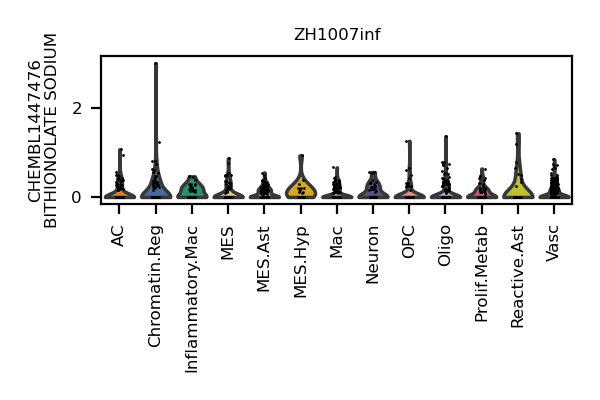 ZH1007inf
CHEMBL1447476
BITHIONOLATE SODIUM
2
0
AC
Chromatin.Reg
Inflammatory.Mac
MES
MES.Ast
MES.Hyp
Mac
Neuron
OPC
Oligo
Prolif.Metab
Reactive.Ast
Vasc